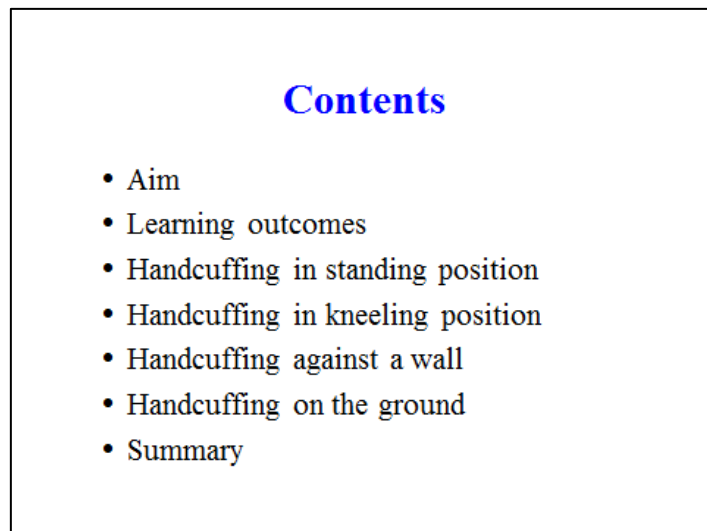 Contents
• Aim
• Learning outcomes
• Handcuffing in standing position
• Handcuffing in kneeling position
• Handcuffing against a wall
• Handcuffing on the ground
• Summary